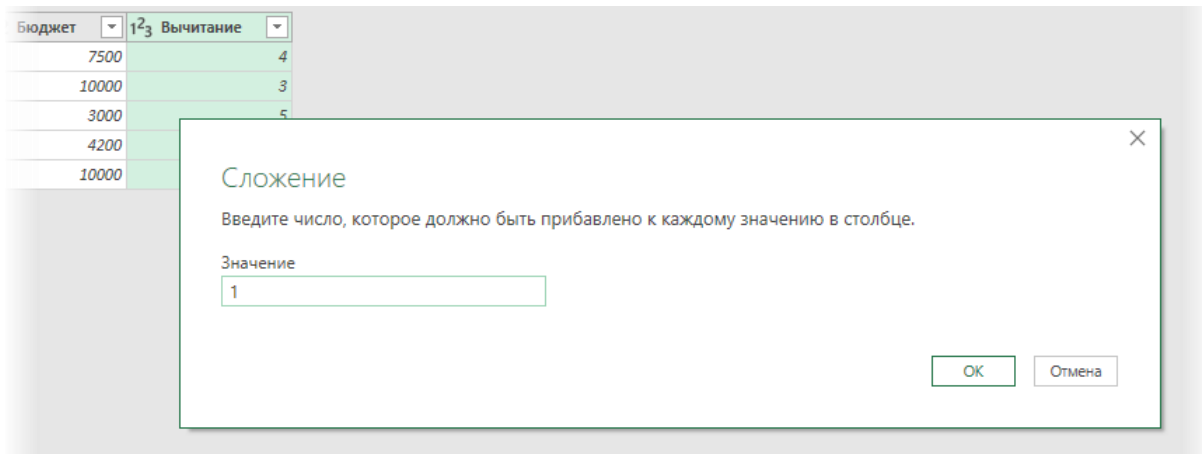 Бюджет 1²3 Вычитание
7500 4
10000 3
3000 5
4200
10000
Сложение
Введите число, которое должно быть прибавлено к каждому значению в столбце.
Значение
1
ОК Отмена